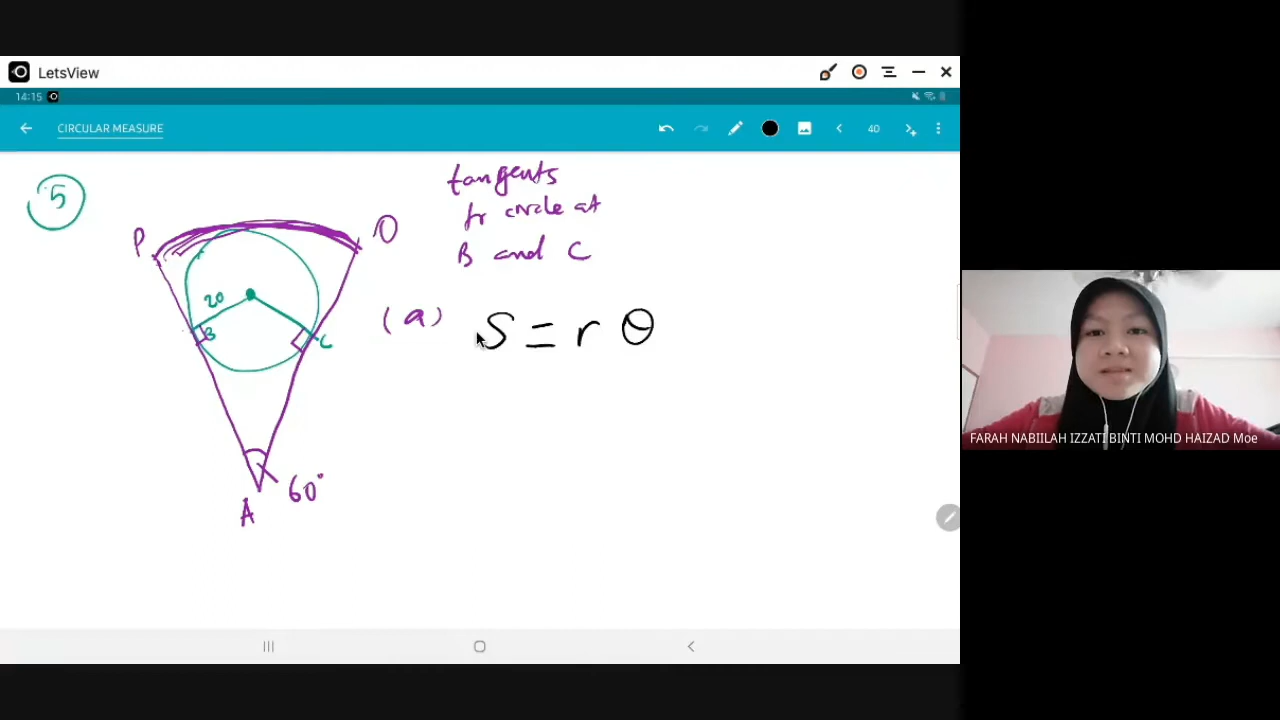 LetsView
14:15
CIRCULAR MEASURE
40
5
tangents
to circle at
B and C
P
Q
20
B
C
(a) S = r θ
60°
A
FARAH NABIILAH IZZATI BINTI MOHD HAIZAD Moe